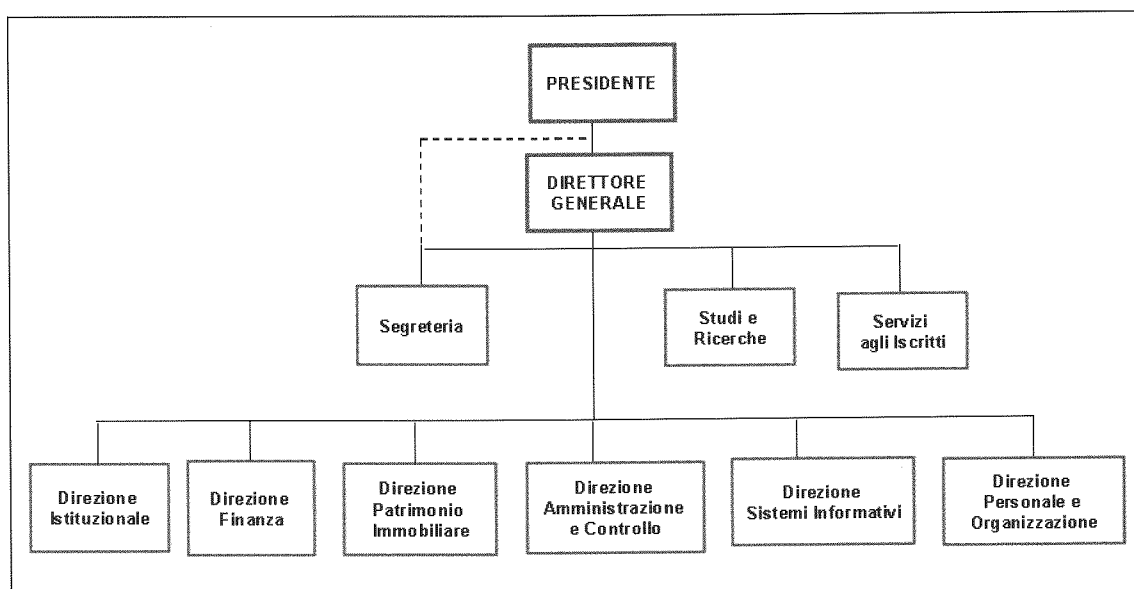 PRESIDENTE
DIRETTORE
GENERALE
Segreteria
Studi e
Ricerche
Servizi
agli Iscritti
Direzione
Istituzionale
Direzione
Finanza
Direzione
Patrimonio
Immobiliare
Direzione
Amministrazione
e Controllo
Direzione
Sistemi Informativi
Direzione
Personale e
Organizzazione